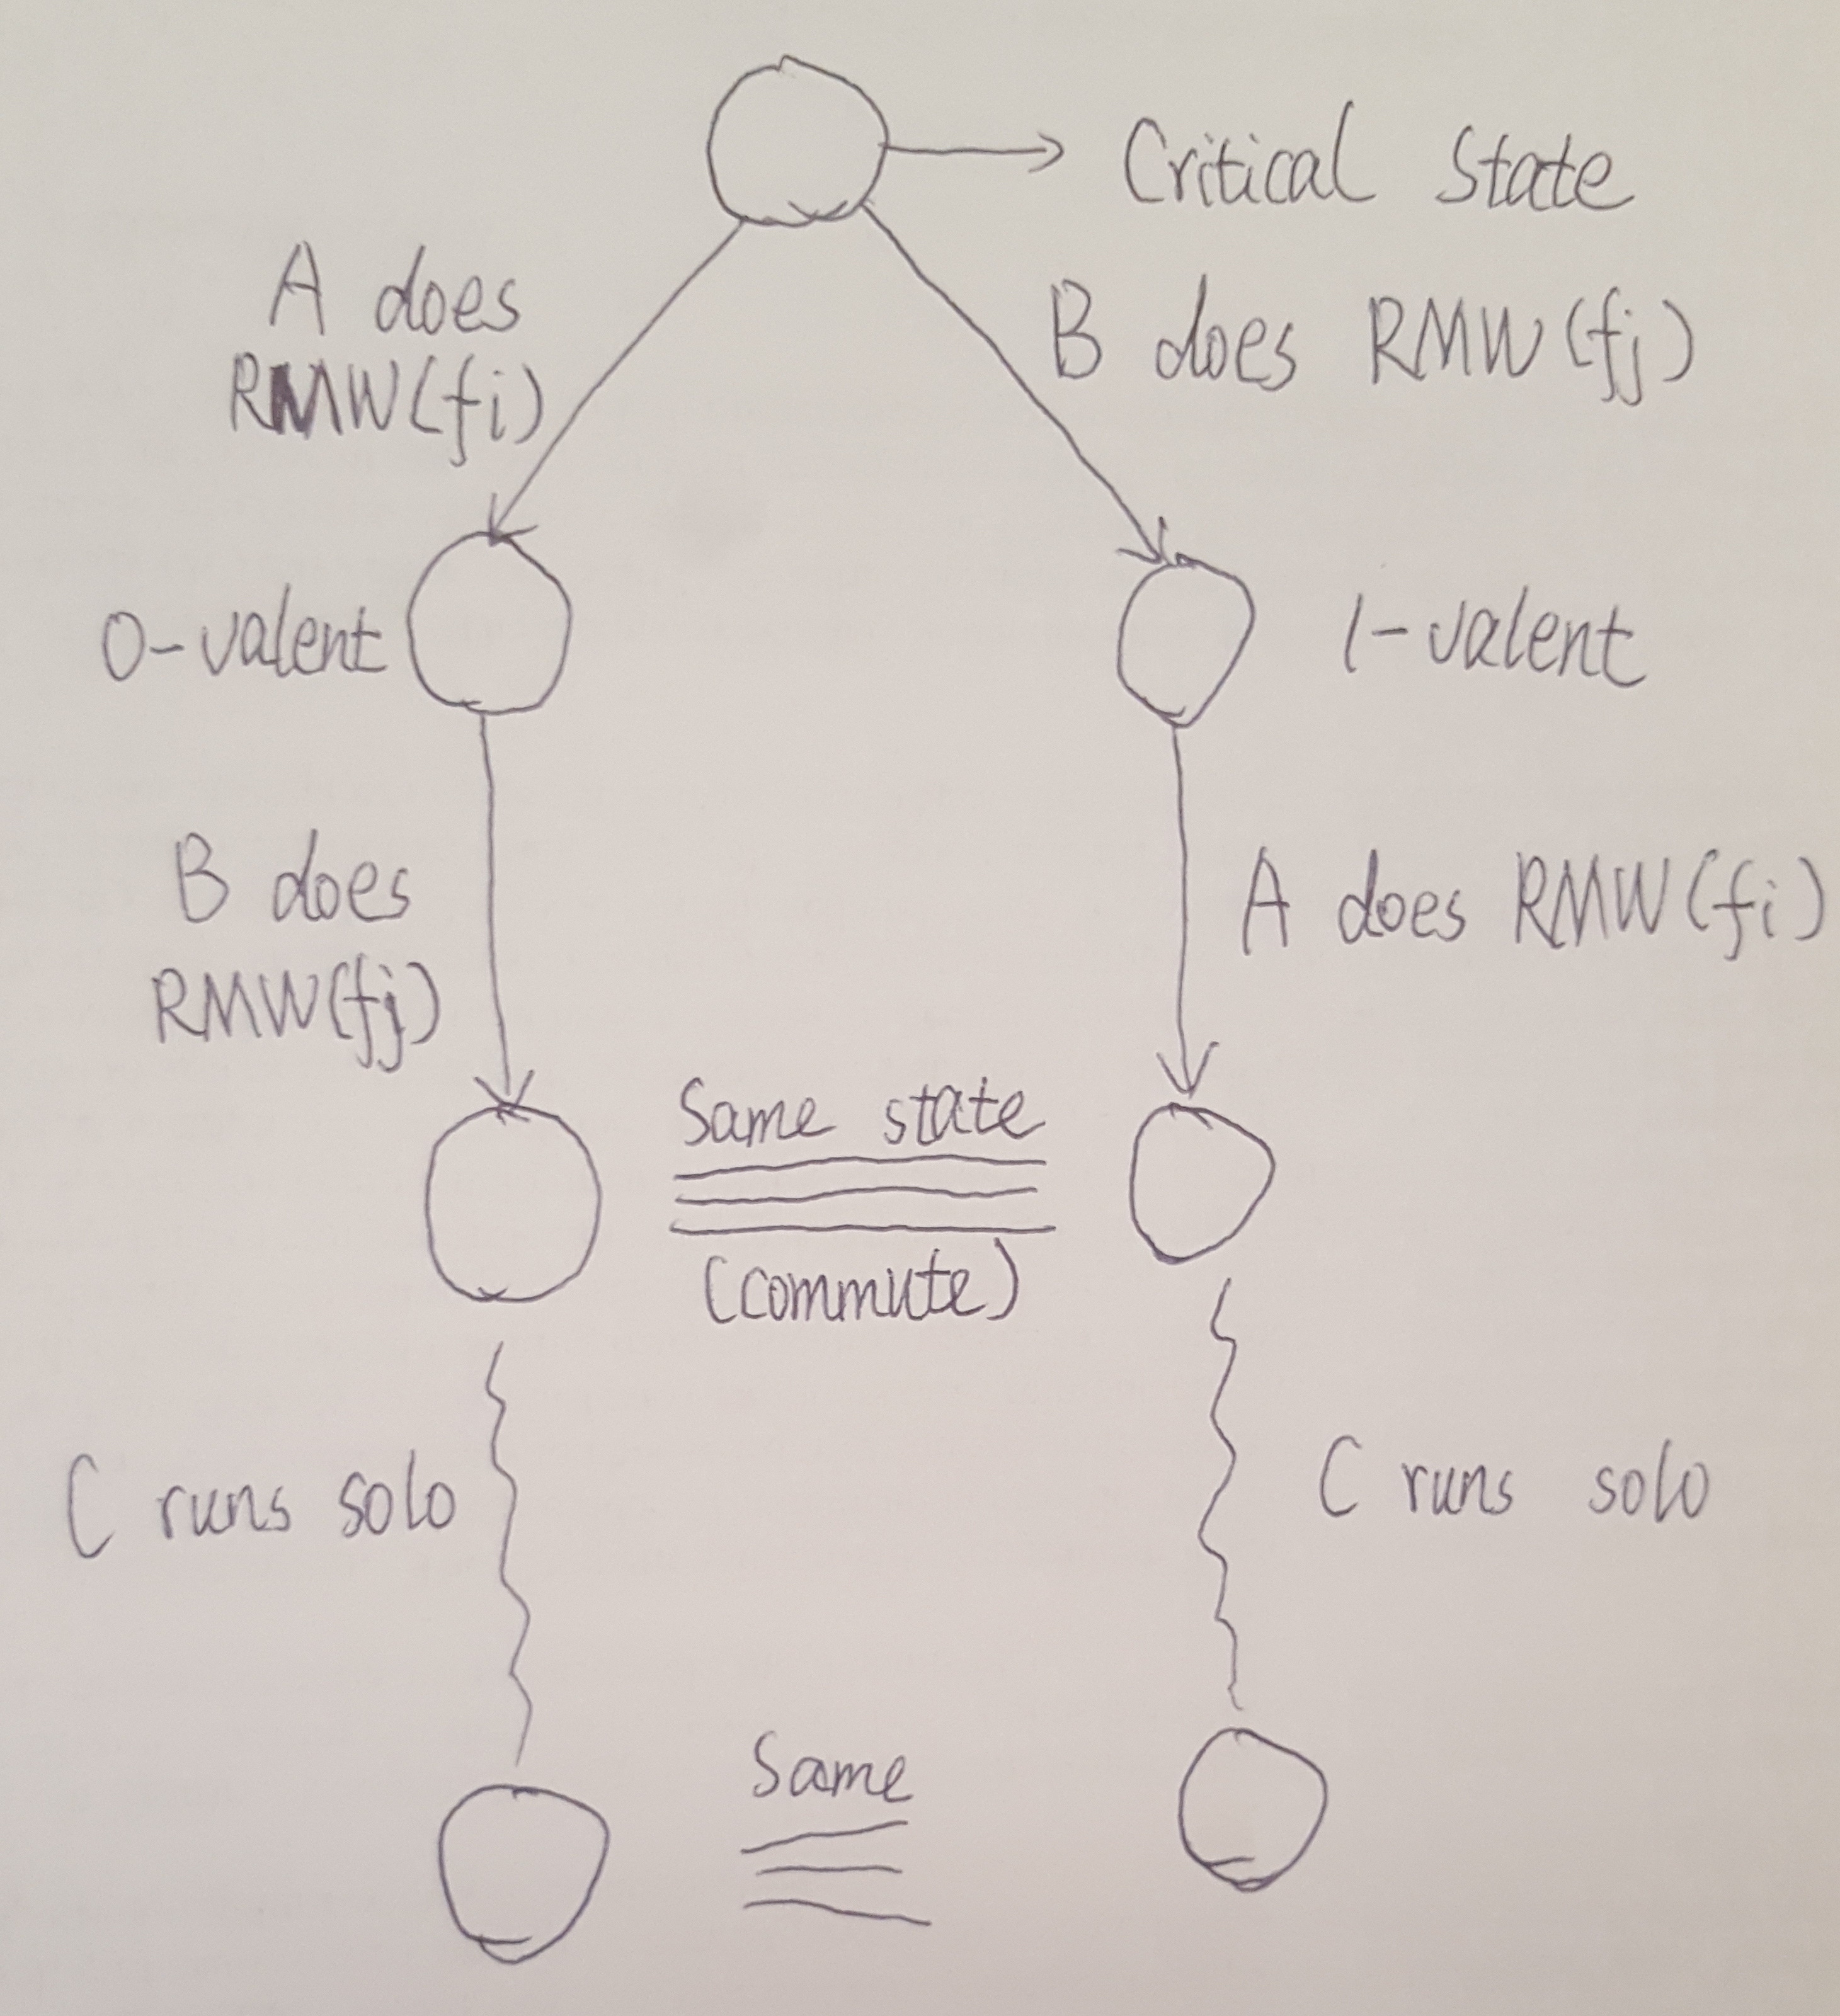 Critical State
A does
RMW(fi)
B does RMW(fj)
0-valent
1-valent
B does
RMW(fj)
A does RMW(fi)
Same state
(commute)
C runs solo
C runs solo
Same